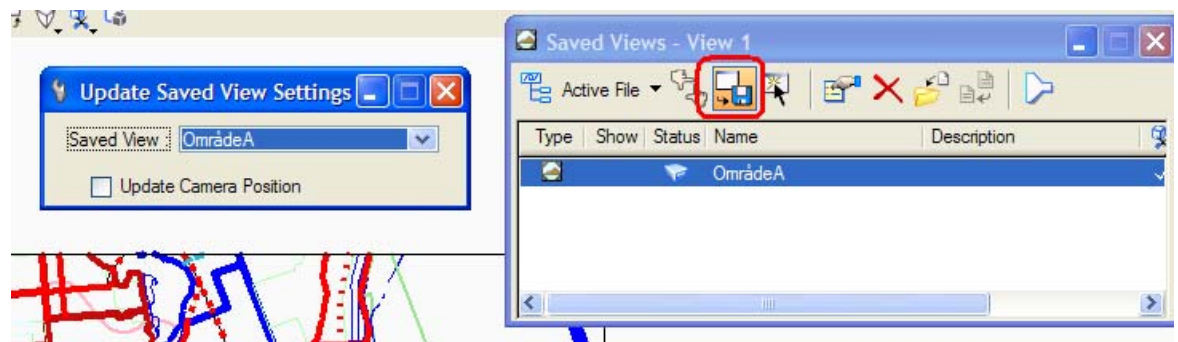 Saved Views - View 1
Update Saved View Settings
Active File
Saved View : OmrådeA
Type Show Status Name Description
OmrådeA
Update Camera Position